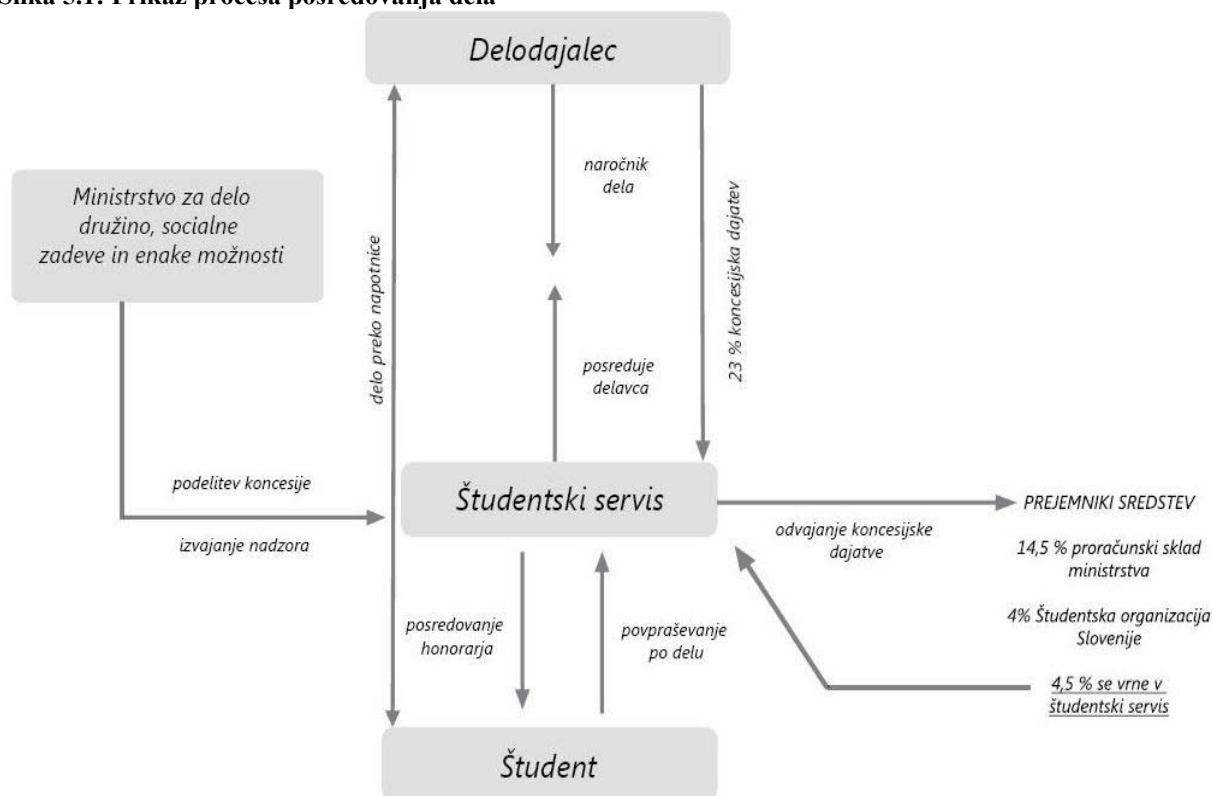 Slika 3.1: Prikaz procesa posredovanja dela
Delodajalec
naročnik
dela
23 % koncesijska dajatev
Ministrstvo za delo
družino, socialne
zadeve in enake možnosti
delo preko napotnice
posreduje
delavca
podelitev koncesije
izvajanje nadzora
Študentski servis
odvajanje koncesijske
dajatve
PREJEMNIKI SREDSTEV
14,5 % proračunski sklad
ministrstva
4% Študentska organizacija
Slovenije
4,5 % se vrne v
študentski servis
posredovanje
honorarja
povpraševanje
po delu
Študent